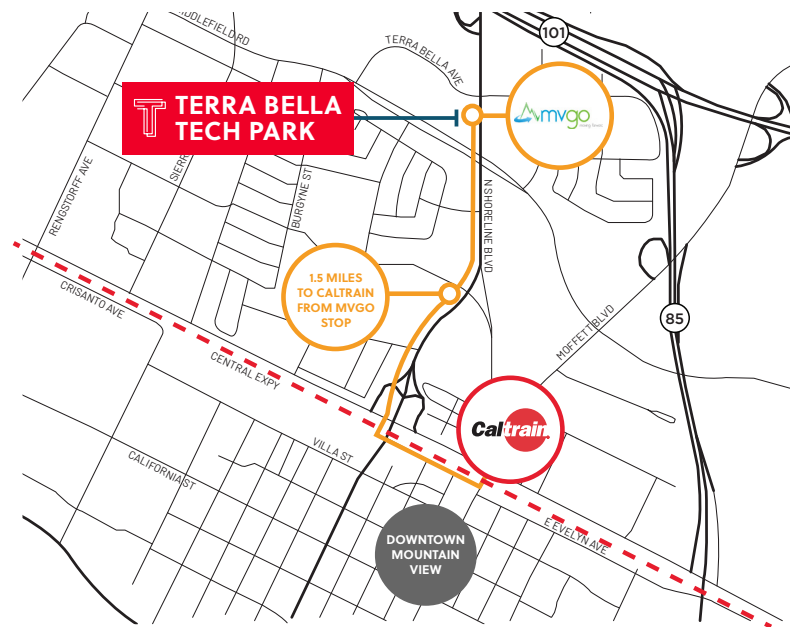 MIDDLEFIELD RD
TERRA BELLA AVE
101
TERRA BELLA
TECH PARK
mvgo
RENGSTORFF AVE
SIERR
BURGYNE ST
N SHORELINE BLVD
1.5 MILES
TO CALTRAIN
FROM MVGO
STOP
CRISANTO AVE
85
MOFFETT BLVD
CENTRAL EXPY
Caltrain
VILLA ST
CALIFORNIA ST
E EVELYN AVE
DOWNTOWN
MOUNTAIN
VIEW